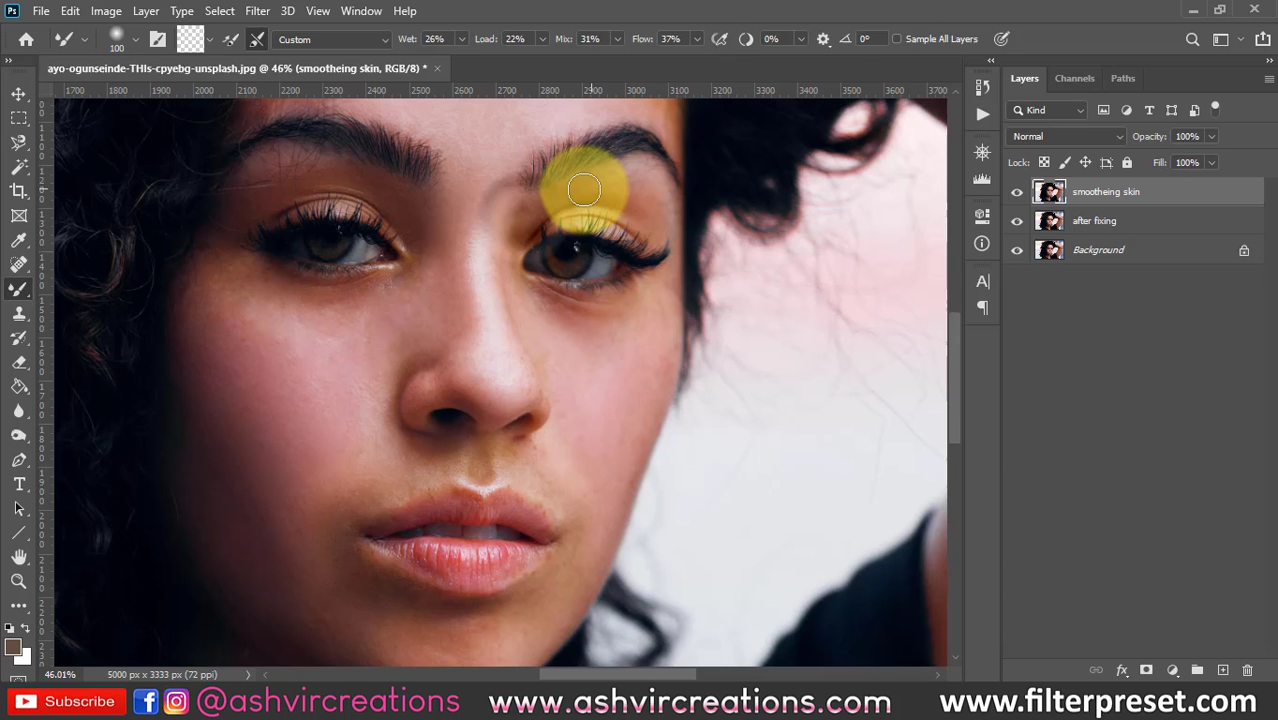 Ps File Edit Image Layer Type Select Filter 3D View Window Help
100 Custom Wet: 26% Load: 22% Mix: 31% Flow: 37% 0% 0° Sample All Layers
ayo-ogunseinde-THIs-cpyebg-unsplash.jpg @ 46% (smootheing skin, RGB/8) *
1700 1800 1900 2000 2100 2200 2300 2400 2500 2600 2700 2800 2900 3000 3100 3200 3300 3400 3500 3600 3700
Layers Channels Paths
Kind
Normal Opacity: 100%
Lock: Fill: 100%
smootheing skin
after fixing
Background
46.01% 5000 px x 3333 px (72 ppi)
Subscribe @ashvircreations www.ashvircreations.com www.filterpreset.com